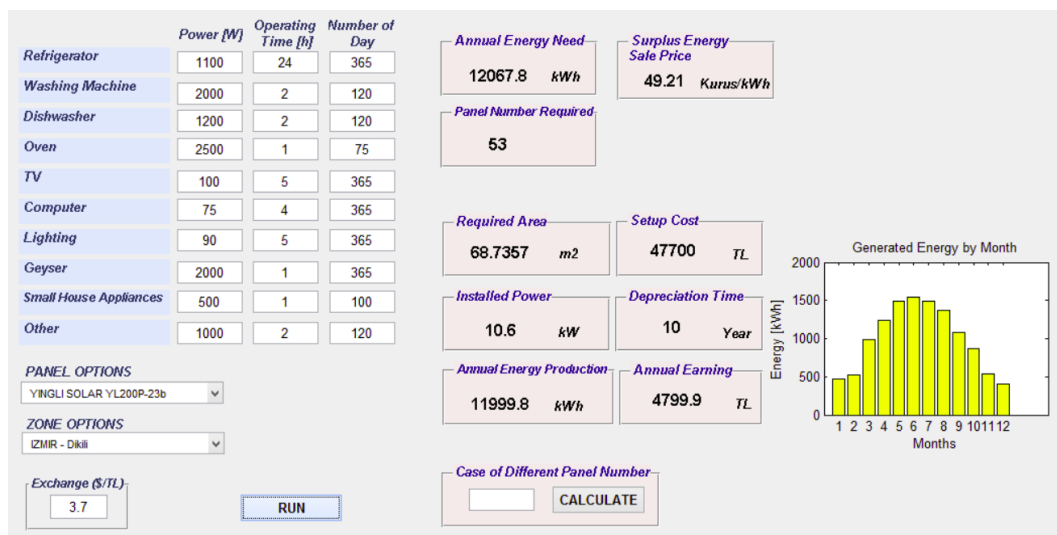 Power [W] Operating Time [h] Number of Day
Refrigerator 1100 24 365
Washing Machine 2000 2 120
Dishwasher 1200 2 120
Oven 2500 1 75
TV 100 5 365
Computer 75 4 365
Lighting 90 5 365
Geyser 2000 1 365
Small House Appliances 500 1 100
Other 1000 2 120
PANEL OPTIONS
YINGLI SOLAR YL200P-23b
ZONE OPTIONS
IZMIR - Dikili
Exchange ($/TL)
3.7
RUN
Annual Energy Need
12067.8 kWh
Surplus Energy
Sale Price
49.21 Kurus/kWh
Panel Number Required
53
Required Area
68.7357 m2
Setup Cost
47700 TL
Installed Power
10.6 kW
Depreciation Time
10 Year
Annual Energy Production
11999.8 kWh
Annual Earning
4799.9 TL
Case of Different Panel Number
CALCULATE
Generated Energy by Month
Energy [kWh]
2000
1500
1000
500
0
1 2 3 4 5 6 7 8 9 10 11 12
Months